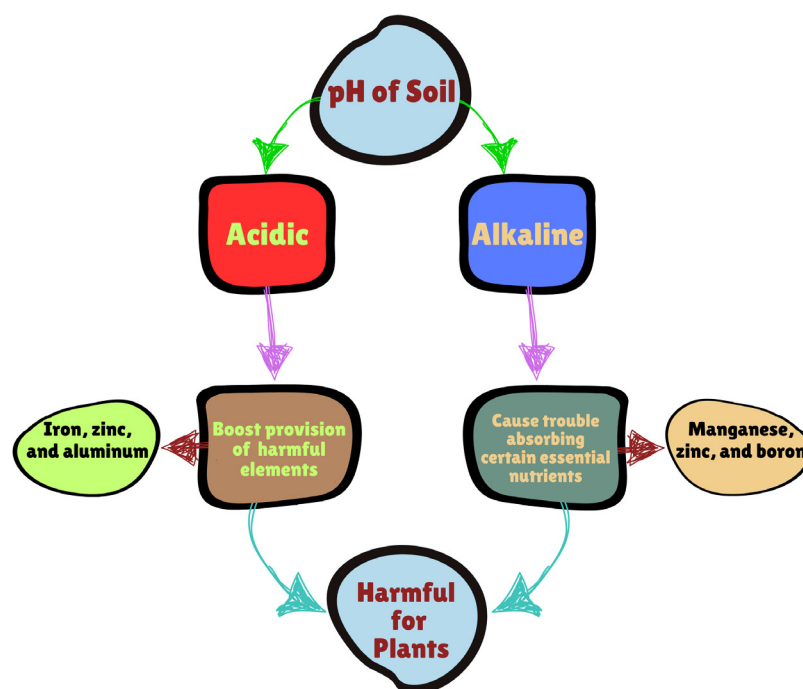 pH of Soil
Acidic
Alkaline
Iron, zinc,
and aluminum
Boost provision
of harmful
elements
Cause trouble
absorbing
certain essential
nutrients
Manganese,
zinc, and boron
Harmful
for
Plants